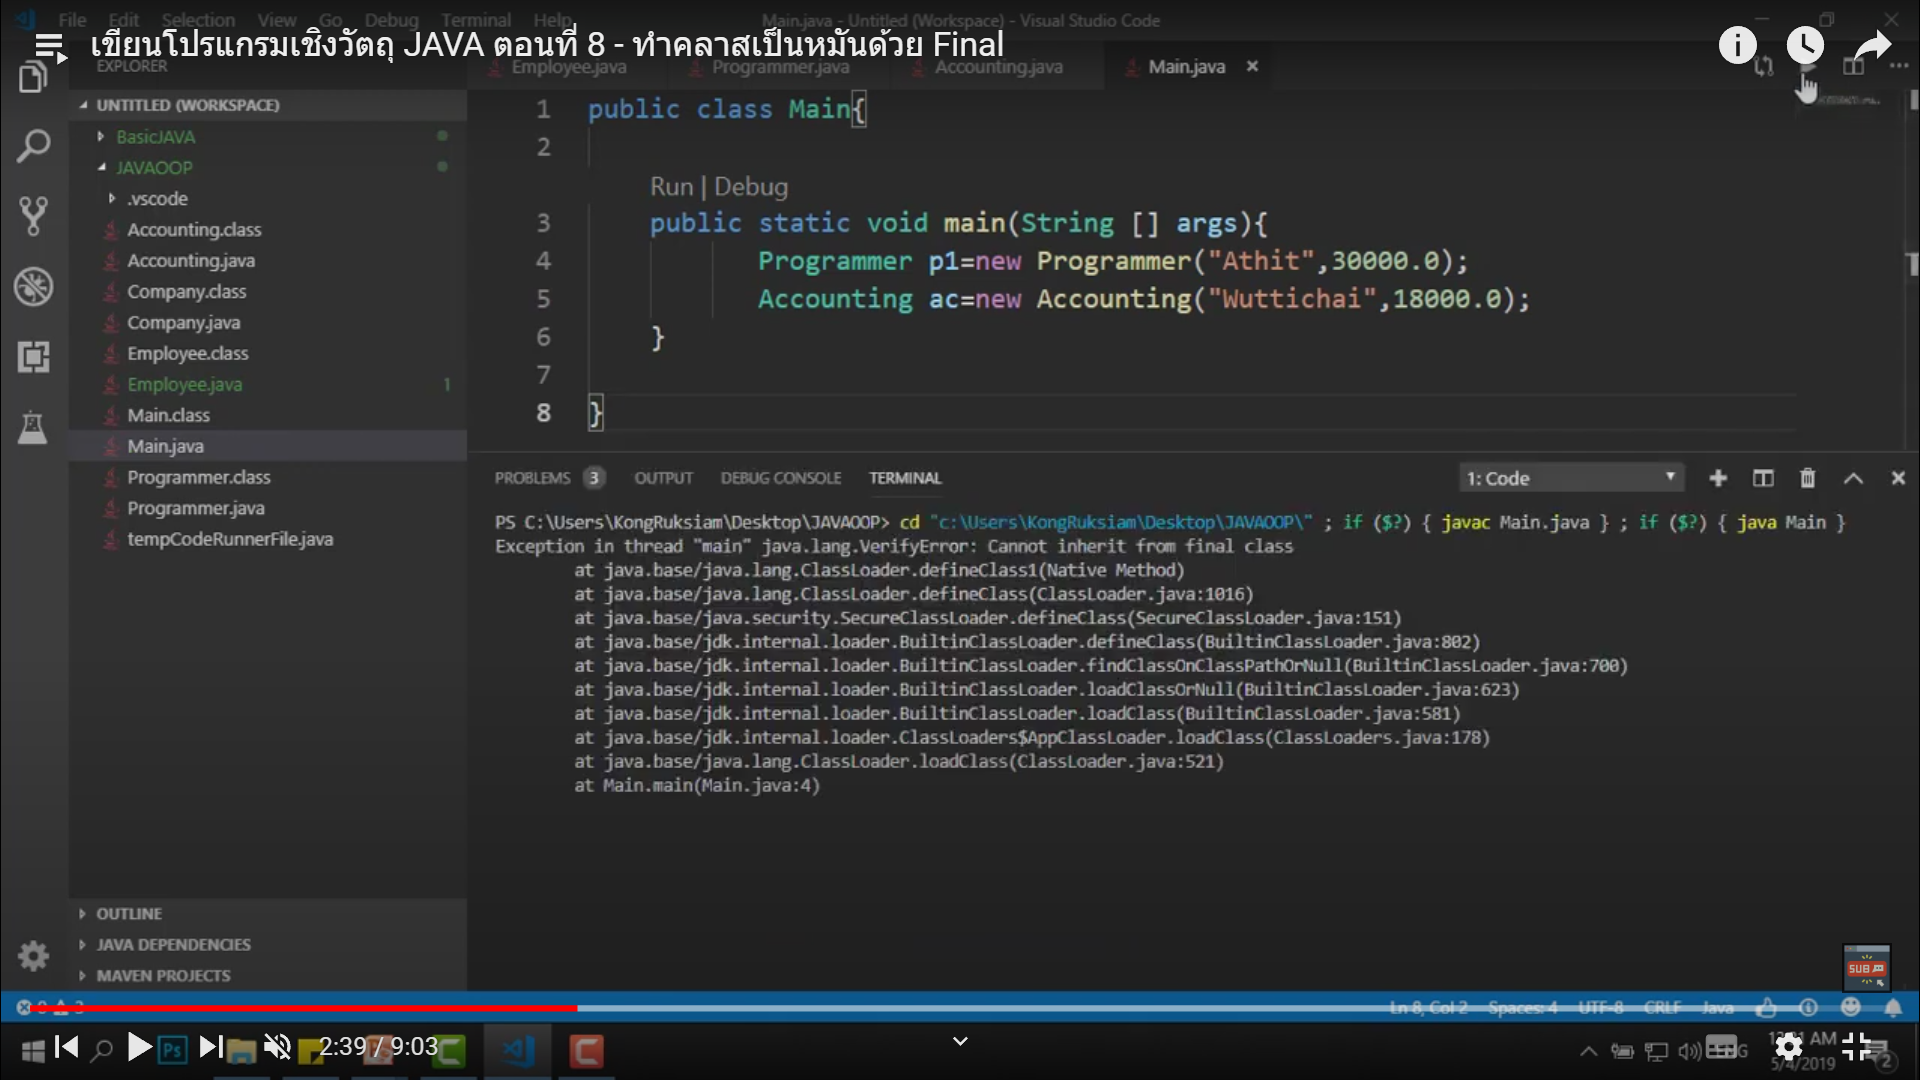 File Edit Selection View Go Debug Terminal Help
Main.java - Untitled (Workspace) - Visual Studio Code
เขียนโปรแกรมเชิงวัตถุ JAVA ตอนที่ 8 - ทำคลาสเป็นหมันด้วย Final
EXPLORER
Employee.java Programmer.java Accounting.java Main.java
UNTITLED (WORKSPACE)
BasicJAVA
JAVAOOP
.vscode
Accounting.class
Accounting.java
Company.class
Company.java
Employee.class
Employee.java 1
Main.class
Main.java
Programmer.class
Programmer.java
tempCodeRunnerFile.java
OUTLINE
JAVA DEPENDENCIES
MAVEN PROJECTS
1 public class Main{
2
Run | Debug
3 public static void main(String [] args){
4 Programmer p1=new Programmer("Athit",30000.0);
5 Accounting ac=new Accounting("Wuttichai",18000.0);
6 }
7
8 }
PROBLEMS 3 OUTPUT DEBUG CONSOLE TERMINAL 1: Code
PS C:\Users\KongRuksiam\Desktop\JAVAOOP> cd "c:\Users\KongRuksiam\Desktop\JAVAOOP\" ; if ($?) { javac Main.java } ; if ($?) { java Main }
Exception in thread "main" java.lang.VerifyError: Cannot inherit from final class
at java.base/java.lang.ClassLoader.defineClass1(Native Method)
at java.base/java.lang.ClassLoader.defineClass(ClassLoader.java:1016)
at java.base/java.security.SecureClassLoader.defineClass(SecureClassLoader.java:151)
at java.base/jdk.internal.loader.BuiltinClassLoader.defineClass(BuiltinClassLoader.java:802)
at java.base/jdk.internal.loader.BuiltinClassLoader.findClassOnClassPathOrNull(BuiltinClassLoader.java:700)
at java.base/jdk.internal.loader.BuiltinClassLoader.loadClassOrNull(BuiltinClassLoader.java:623)
at java.base/jdk.internal.loader.BuiltinClassLoader.loadClass(BuiltinClassLoader.java:581)
at java.base/jdk.internal.loader.ClassLoaders$AppClassLoader.loadClass(ClassLoaders.java:178)
at java.base/java.lang.ClassLoader.loadClass(ClassLoader.java:521)
at Main.main(Main.java:4)
SUB
Ln 8, Col 2 Spaces: 4 UTF-8 CRLF Java
Ps
2:39 / 9:03
AM
5/4/2019
2